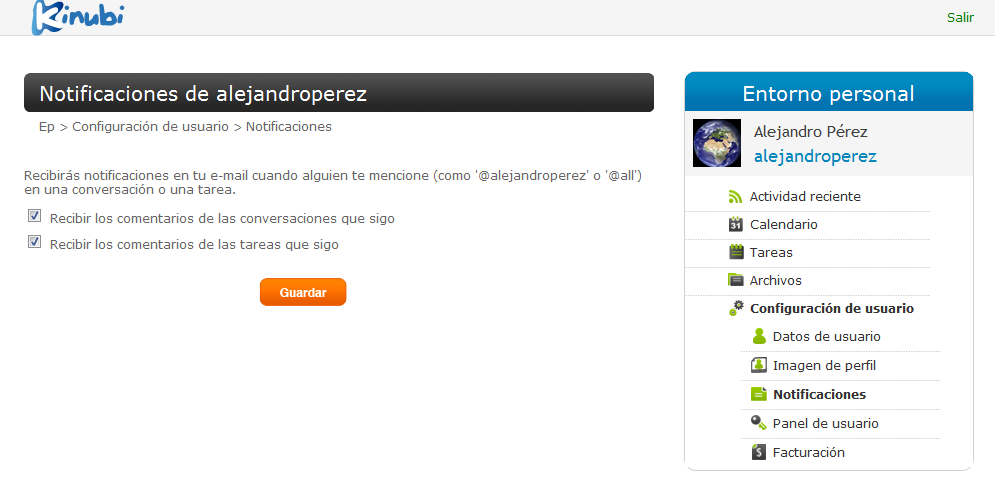 Kinubi
Salir
Notificaciones de alejandroperez
Ep > Configuración de usuario > Notificaciones
Recibirás notificaciones en tu e-mail cuando alguien te mencione (como '@alejandroperez' o '@all')
en una conversación o una tarea.
Recibir los comentarios de las conversaciones que sigo
Recibir los comentarios de las tareas que sigo
Guardar
Entorno personal
Alejandro Pérez
alejandroperez
Actividad reciente
31
Calendario
Tareas
Archivos
Configuración de usuario
Datos de usuario
Imagen de perfil
Notificaciones
Panel de usuario
$
Facturación